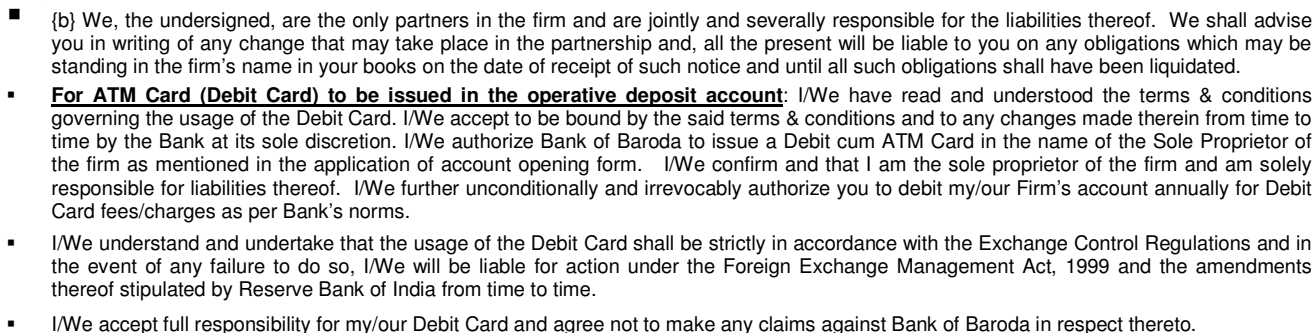 ▪ {b} We, the undersigned, are the only partners in the firm and are jointly and severally responsible for the liabilities thereof. We shall advise
you in writing of any change that may take place in the partnership and, all the present will be liable to you on any obligations which may be
standing in the firm's name in your books on the date of receipt of such notice and until all such obligations shall have been liquidated.
▪ For ATM Card (Debit Card) to be issued in the operative deposit account: I/We have read and understood the terms & conditions
governing the usage of the Debit Card. I/We accept to be bound by the said terms & conditions and to any changes made therein from time to
time by the Bank at its sole discretion. I/We authorize Bank of Baroda to issue a Debit cum ATM Card in the name of the Sole Proprietor of
the firm as mentioned in the application of account opening form. I/We confirm and that I am the sole proprietor of the firm and am solely
responsible for liabilities thereof. I/We further unconditionally and irrevocably authorize you to debit my/our Firm's account annually for Debit
Card fees/charges as per Bank's norms.
▪ I/We understand and undertake that the usage of the Debit Card shall be strictly in accordance with the Exchange Control Regulations and in
the event of any failure to do so, I/We will be liable for action under the Foreign Exchange Management Act, 1999 and the amendments
thereof stipulated by Reserve Bank of India from time to time.
▪ I/We accept full responsibility for my/our Debit Card and agree not to make any claims against Bank of Baroda in respect thereto.